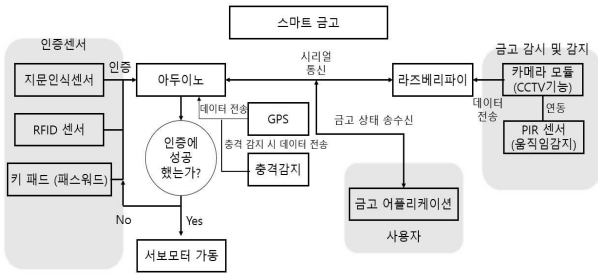 스마트 금고
인증센서
지문인식센서
RFID 센서
키 패드 (패스워드)
인증
아두이노
시리얼
통신
라즈베리파이
금고 감시 및 감지
카메라 모듈
(CCTV기능)
데이터
전송
연동
PIR 센서
(움직임감지)
데이터 전송
GPS
금고 상태 송수신
충격 감지 시 데이터 전송
충격감지
인증에
성공
했는가?
No
Yes
서보모터 가동
금고 어플리케이션
사용자